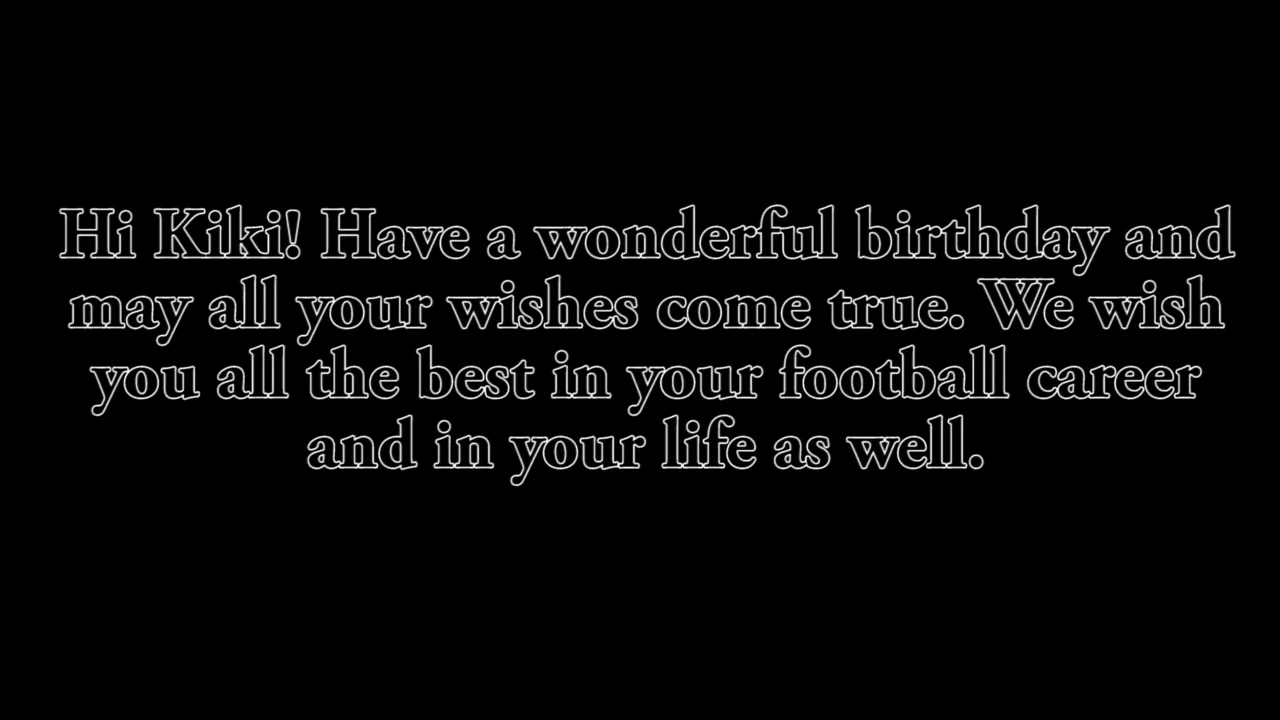 Hi Kiki! Have a wonderful birthday and
may all your wishes come true. We wish
you all the best in your football career
and in your life as well.